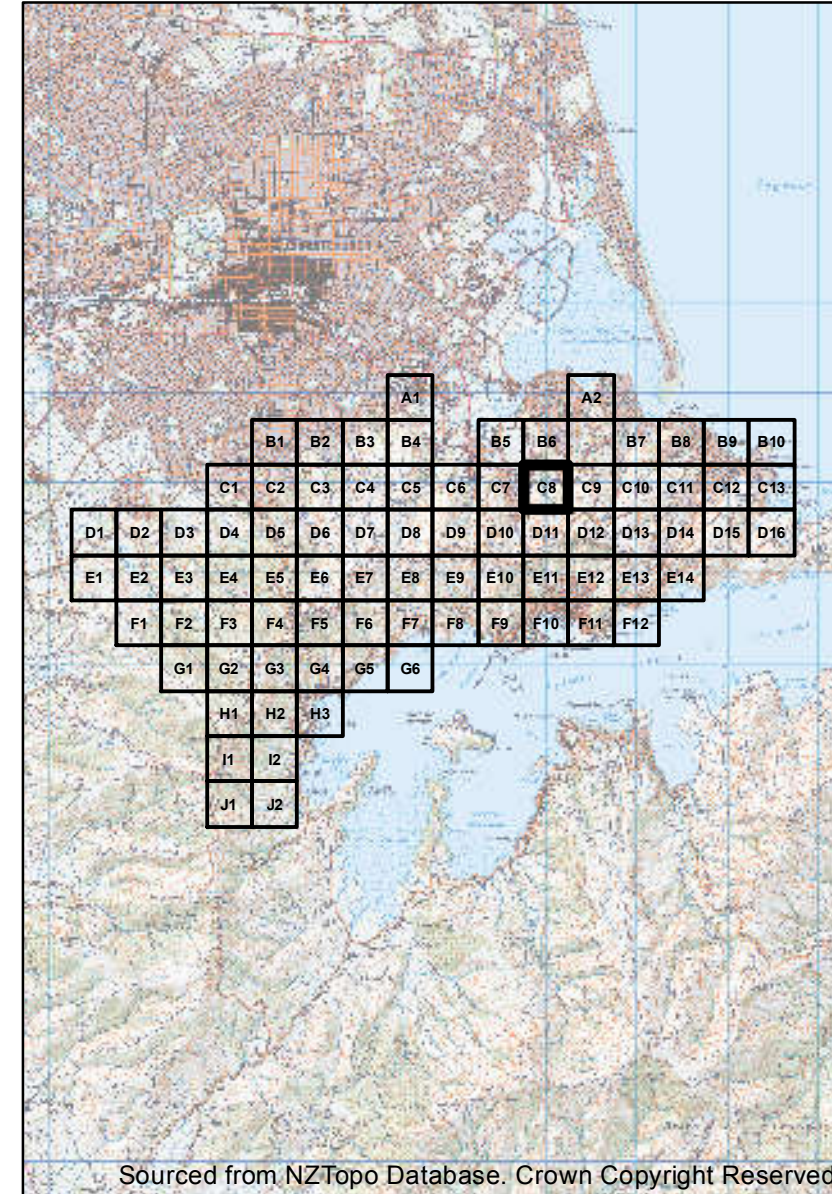 A1 A2
B1 B2 B3 B4 B5 B6 B7 B8 B9 B10
C1 C2 C3 C4 C5 C6 C7 C8 C9 C10 C11 C12 C13
D1 D2 D3 D4 D5 D6 D7 D8 D9 D10 D11 D12 D13 D14 D15 D16
E1 E2 E3 E4 E5 E6 E7 E8 E9 E10 E11 E12 E13 E14
F1 F2 F3 F4 F5 F6 F7 F8 F9 F10 F11 F12
G1 G2 G3 G4 G5 G6
H1 H2 H3
I1 I2
J1 J2
Sourced from NZTopo Database. Crown Copyright Reserved